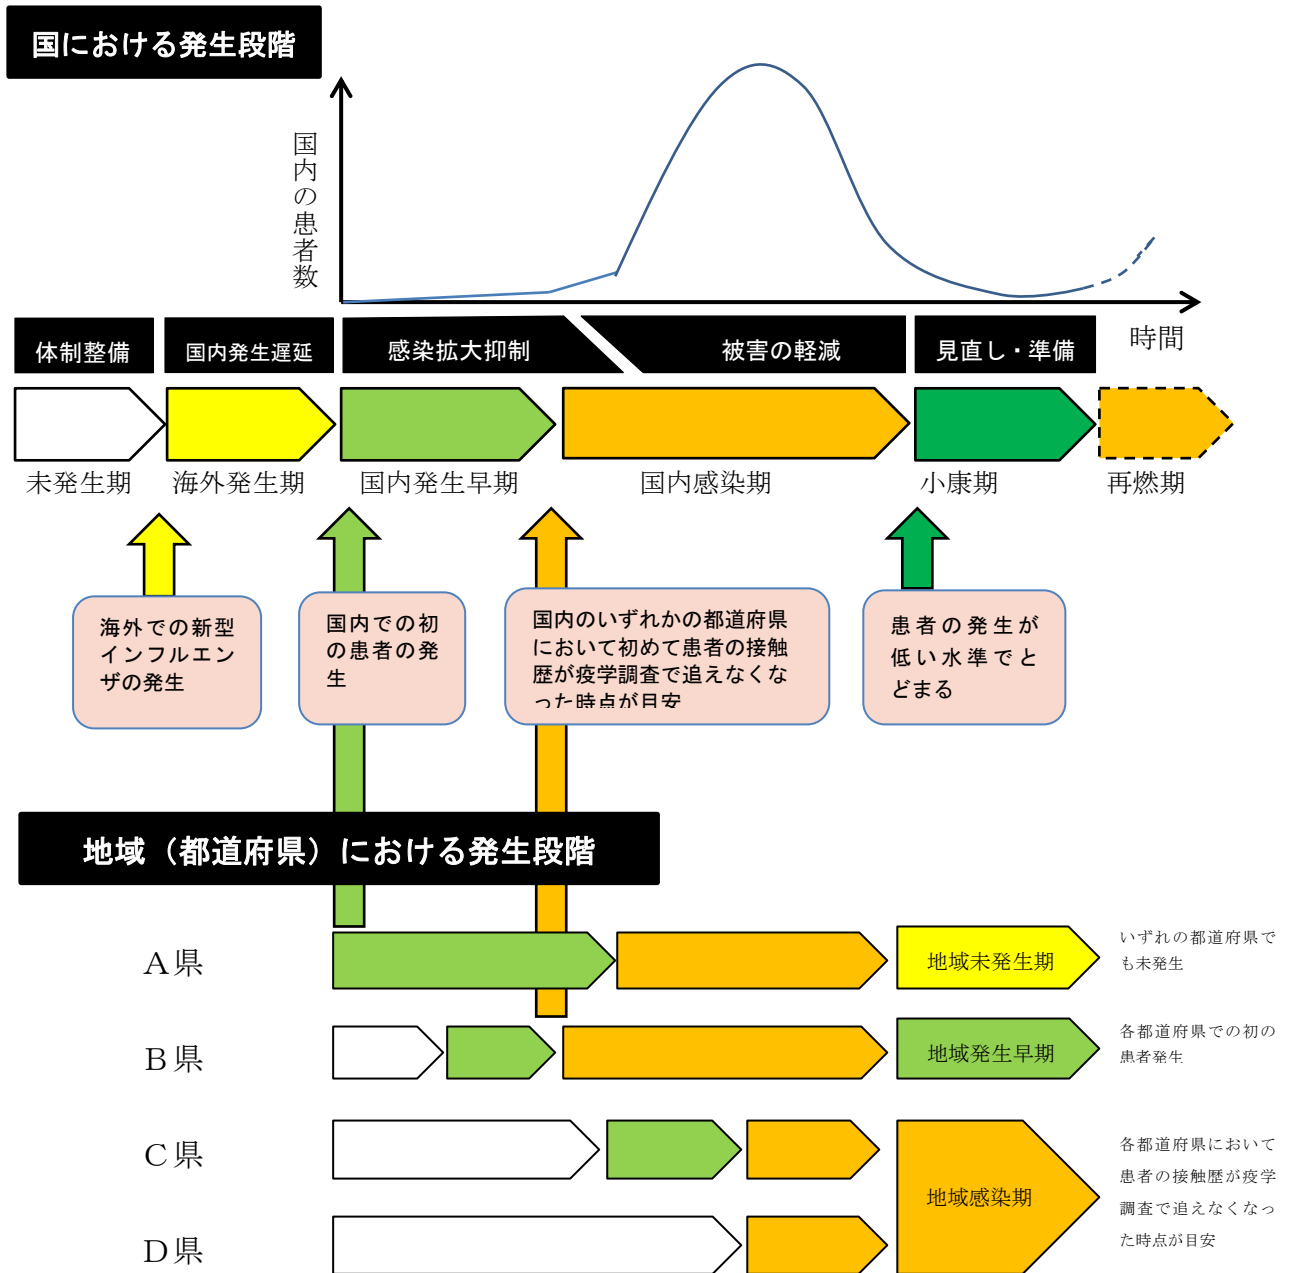 国における発生段階
国内の患者数
時間
体制整備
国内発生遅延
感染拡大抑制
被害の軽減
見直し・準備
未発生期
海外発生期
国内発生早期
国内感染期
小康期
再燃期
海外での新型
インフルエン
ザの発生
国内での初
の患者の発
生
国内のいずれかの都道府県
において初めて患者の接触
歴が疫学調査で追えなくな
った時点が目安
患者の発生が
低い水準でと
どまる
地域（都道府県）における発生段階
A県
地域未発生期
いずれの都道府県で
も未発生
B県
地域発生早期
各都道府県での初の
患者発生
C県
D県
地域感染期
各都道府県において
患者の接触歴が疫学
調査で追えなくなっ
た時点が目安